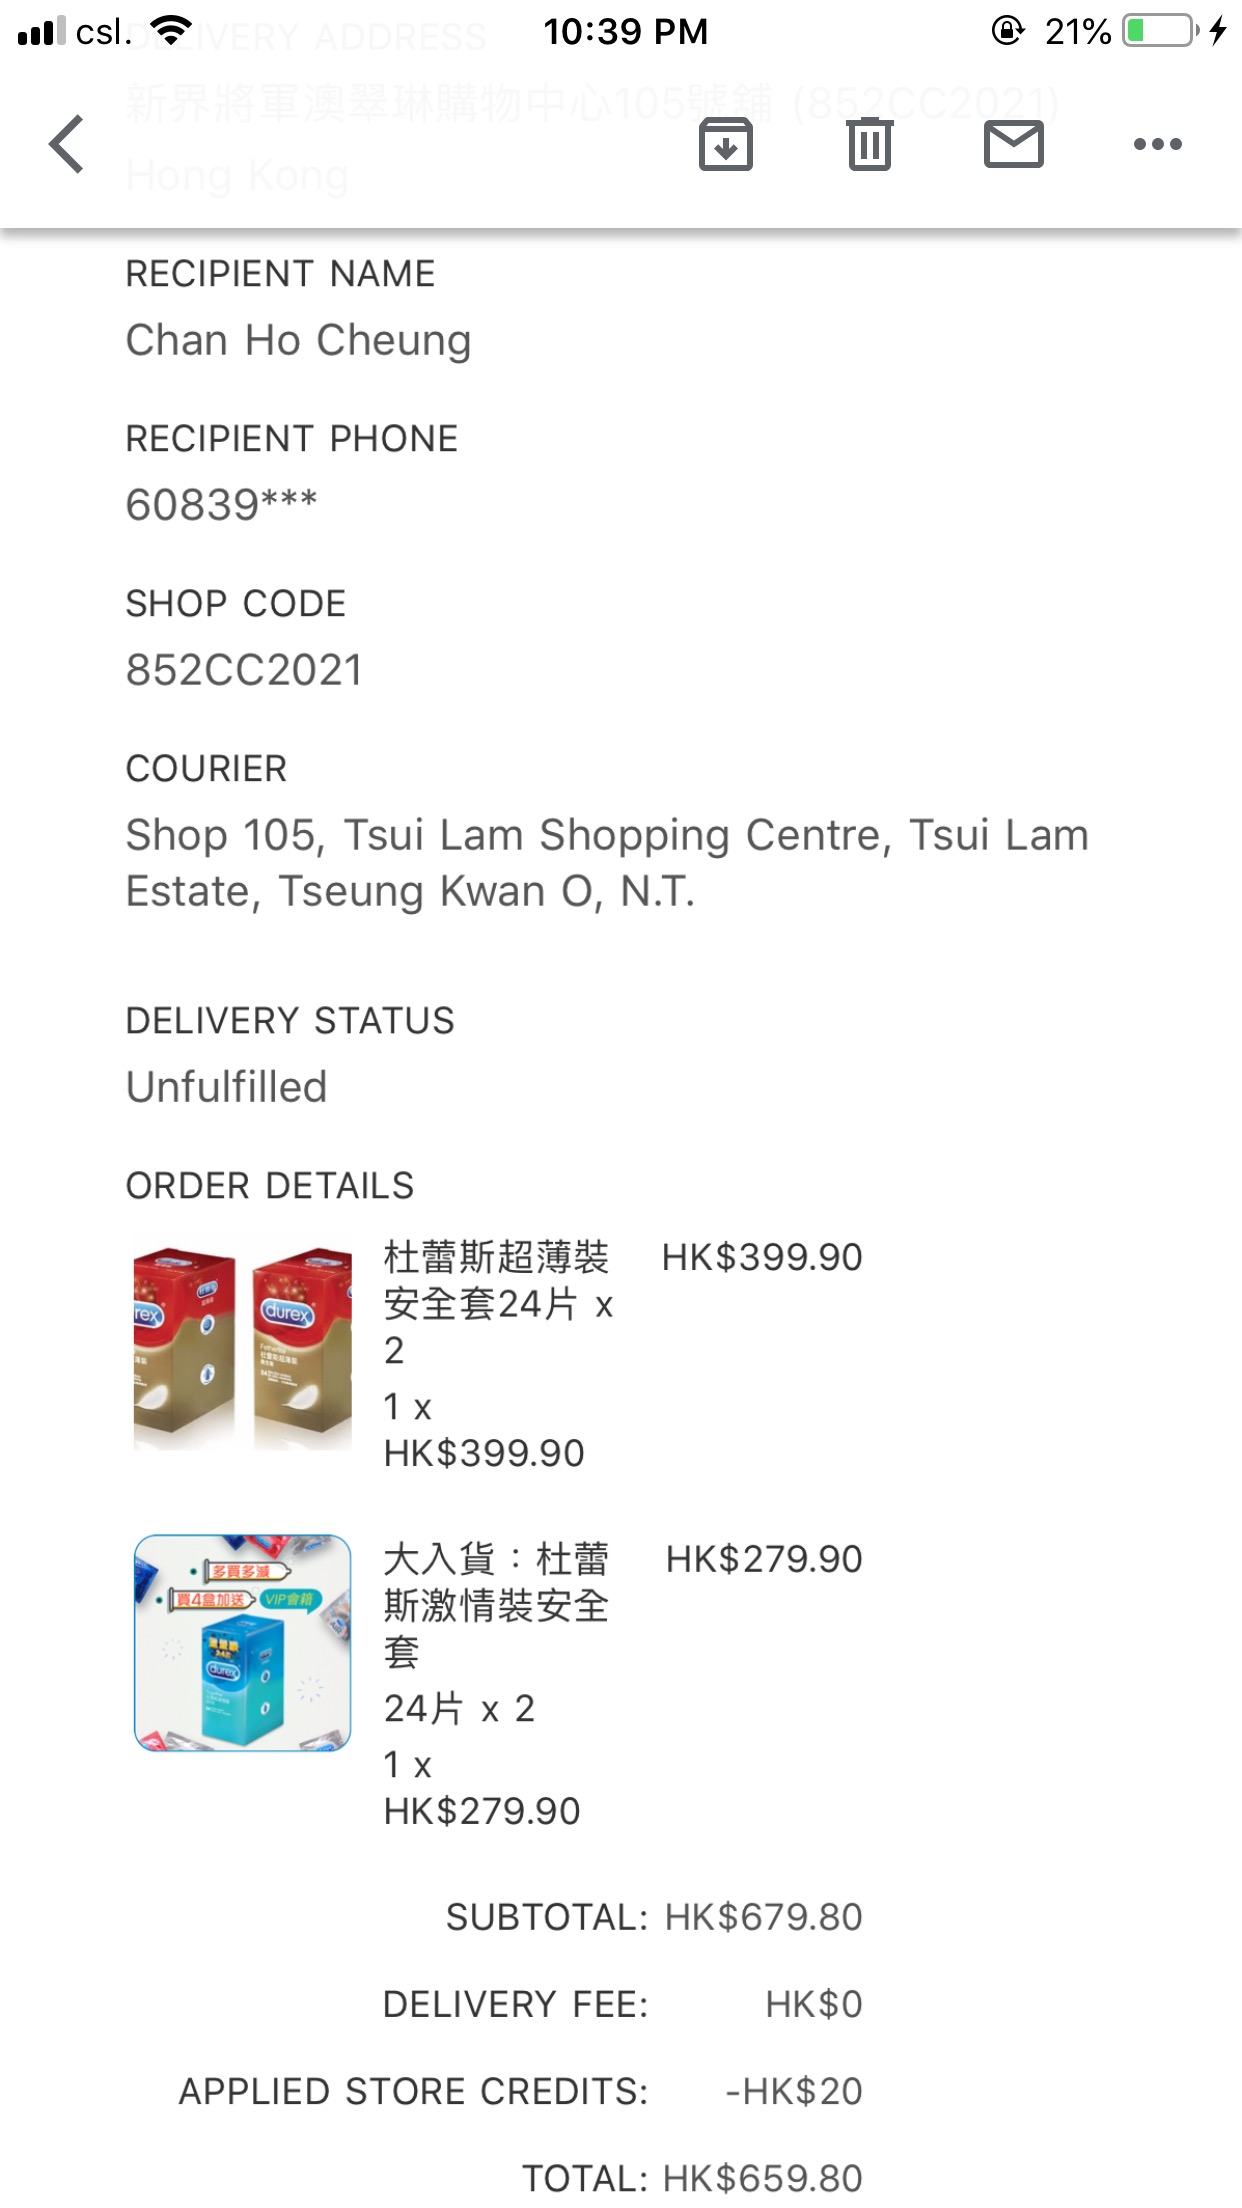 csl. 10:39 PM 21%
DELIVERY ADDRESS
新界將軍澳翠琳購物中心105號舖 (852CC2021)
Hong Kong
RECIPIENT NAME
Chan Ho Cheung
RECIPIENT PHONE
60839***
SHOP CODE
852CC2021
COURIER
Shop 105, Tsui Lam Shopping Centre, Tsui Lam
Estate, Tseung Kwan O, N.T.
DELIVERY STATUS
Unfulfilled
ORDER DETAILS
durex
杜蕾斯超薄裝 HK$399.90
安全套24片 x
2
1 x
HK$399.90
多買多減
買4盒加送 VIP會籍
durex
大入貨：杜蕾 HK$279.90
斯激情裝安全
套
24片 x 2
1 x
HK$279.90
SUBTOTAL: HK$679.80
DELIVERY FEE: HK$0
APPLIED STORE CREDITS: -HK$20
TOTAL: HK$659.80